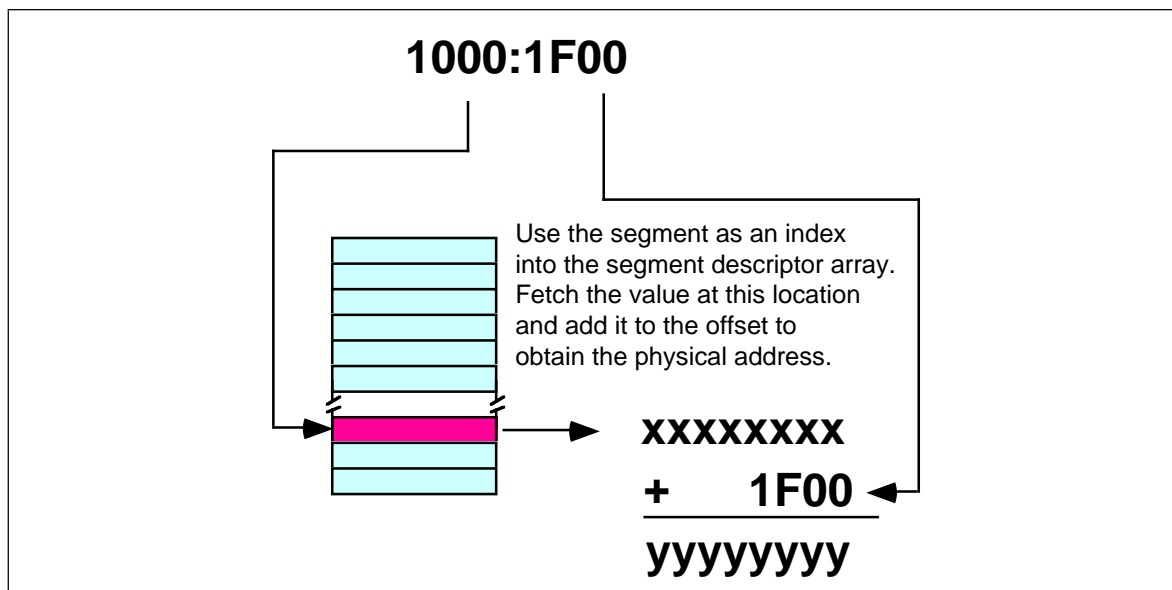 1000:1F00
Use the segment as an index
into the segment descriptor array.
Fetch the value at this location
and add it to the offset to
obtain the physical address.
xxxxxxxx
+ 1F00
yyyyyyyy